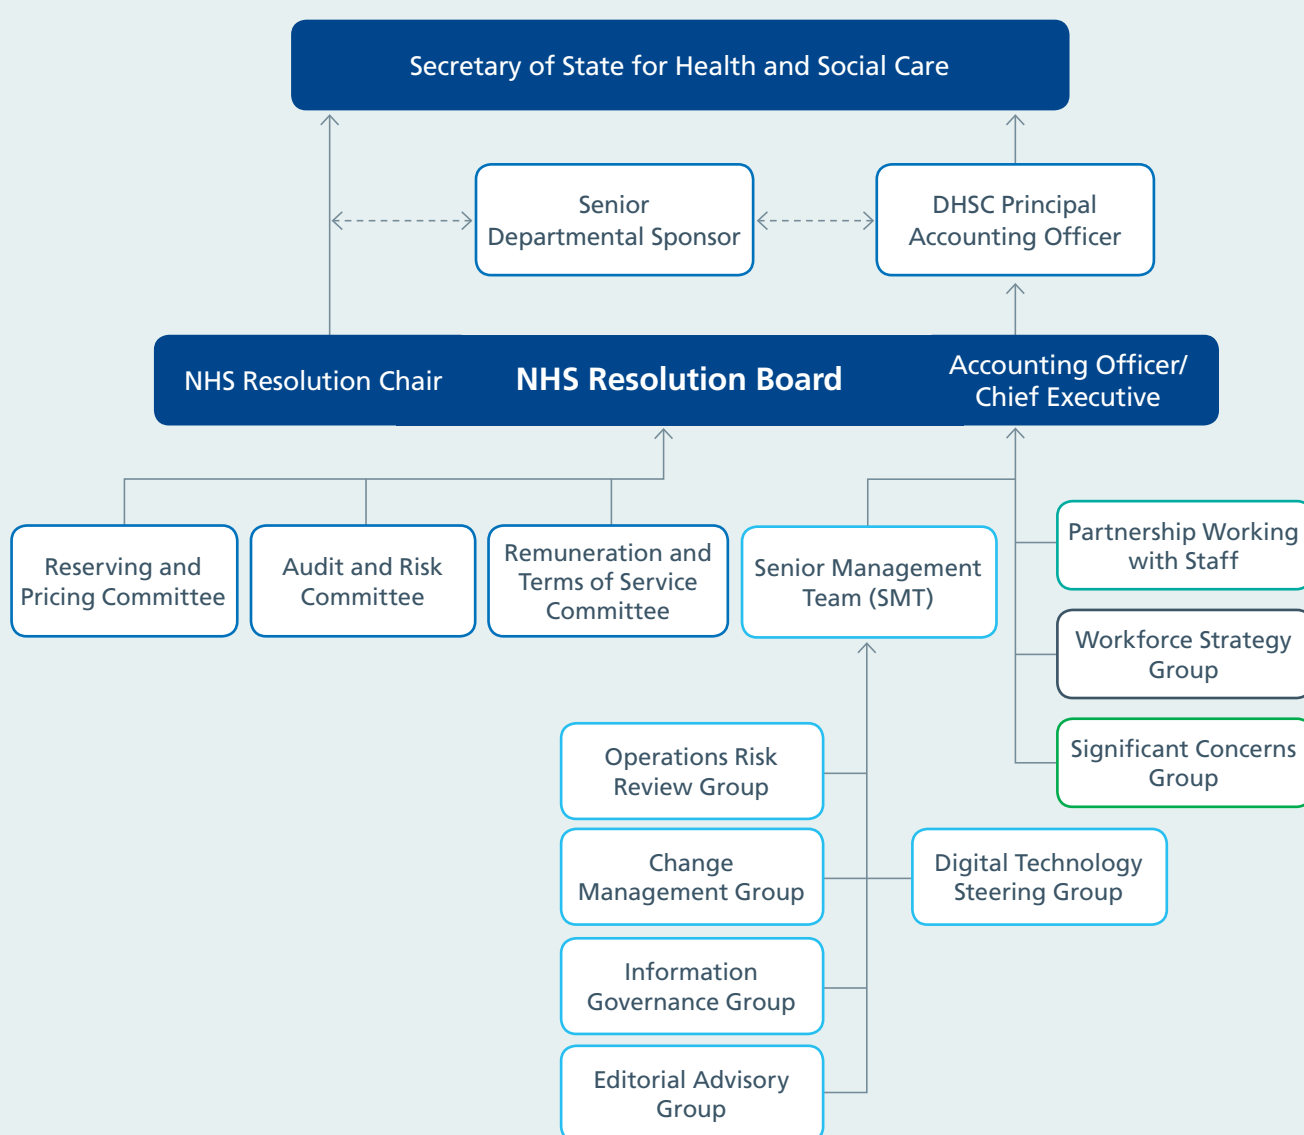 Secretary of State for Health and Social Care
Senior
Departmental Sponsor
DHSC Principal
Accounting Officer
NHS Resolution Chair
NHS Resolution Board
Accounting Officer/
Chief Executive
Reserving and
Pricing Committee
Audit and Risk
Committee
Remuneration and
Terms of Service
Committee
Senior Management
Team (SMT)
Partnership Working
with Staff
Workforce Strategy
Group
Significant Concerns
Group
Operations Risk
Review Group
Change
Management Group
Digital Technology
Steering Group
Information
Governance Group
Editorial Advisory
Group